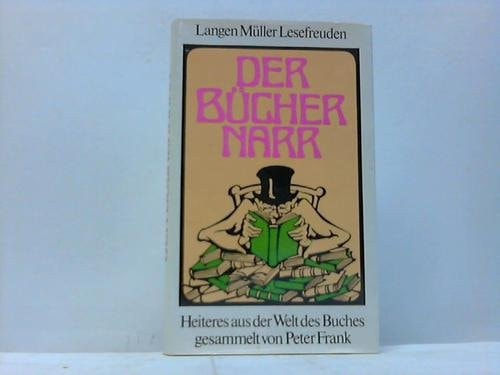 Langen Müller Lesefreuden
DER
BÜCHER
NARR
Heiteres aus der Welt des Buches
gesammelt von Peter Frank